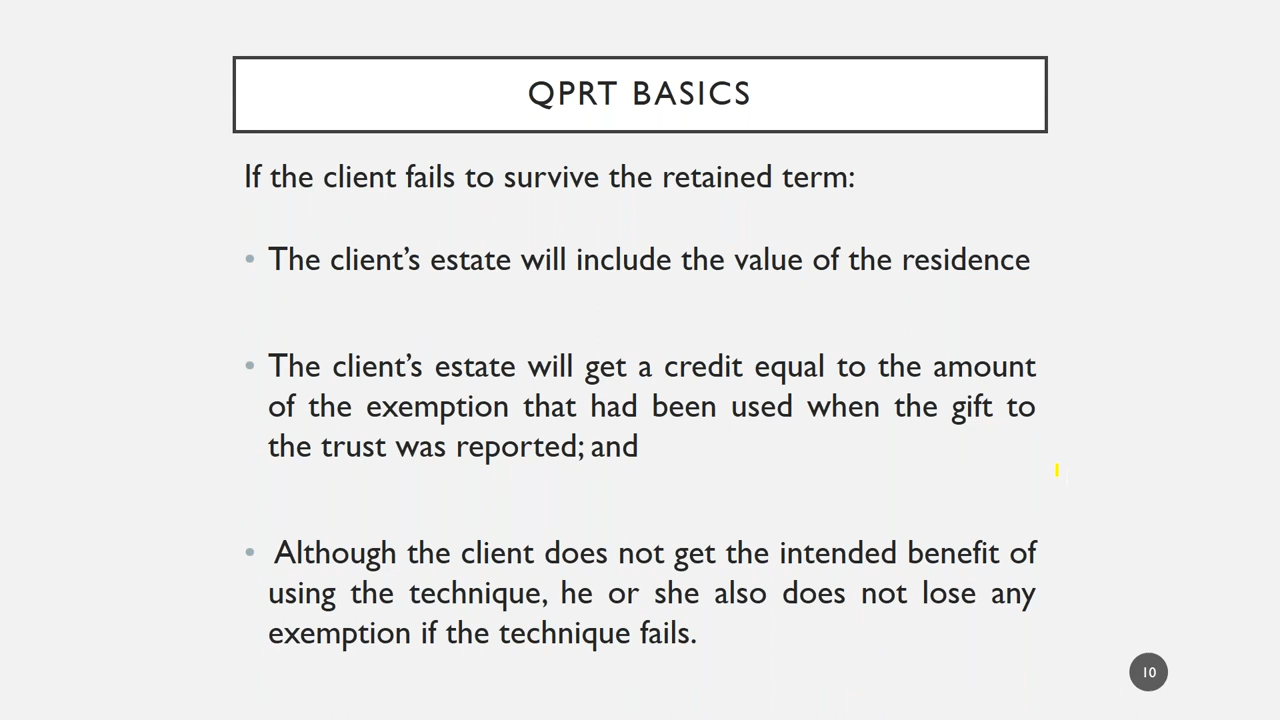 QPRT BASICS
If the client fails to survive the retained term:
• The client’s estate will include the value of the residence
• The client’s estate will get a credit equal to the amount
of the exemption that had been used when the gift to
the trust was reported; and
• Although the client does not get the intended benefit of
using the technique, he or she also does not lose any
exemption if the technique fails.
10